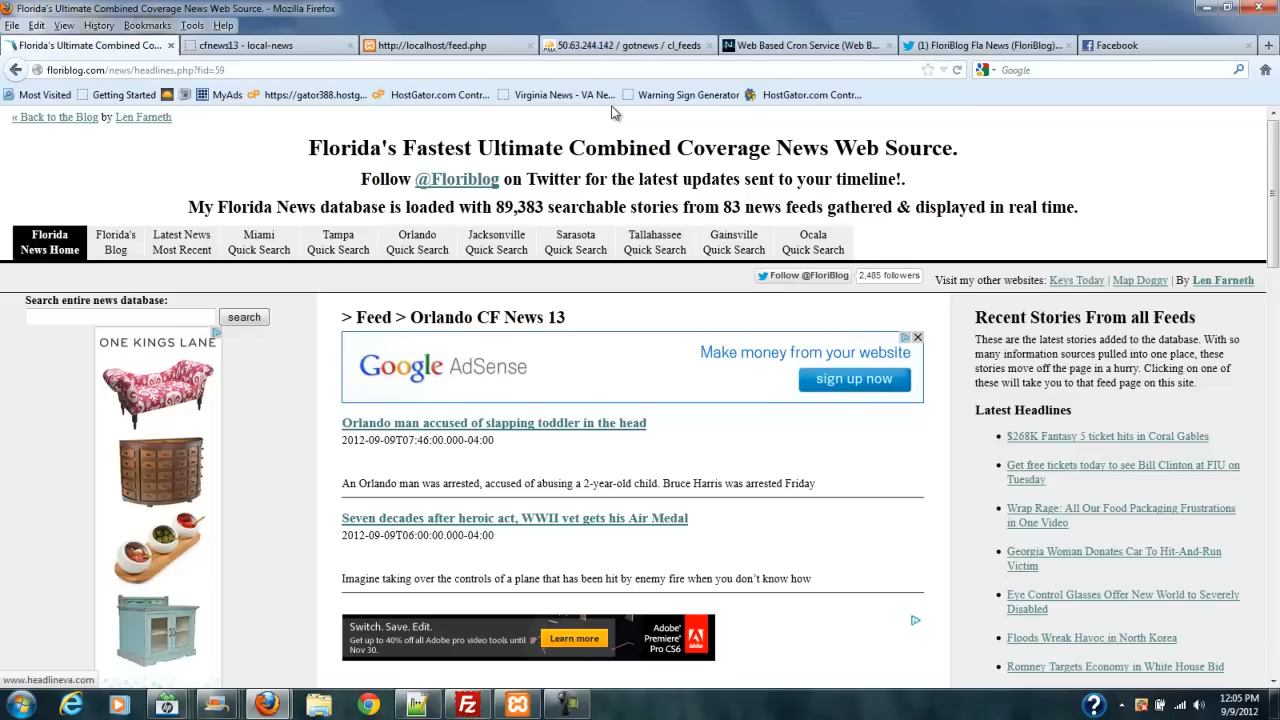 Florida's Ultimate Combined Coverage News Web Source. - Mozilla Firefox
File Edit View History Bookmarks Tools Help
Florida's Ultimate Combined Co... × cfnews13 - local-news × http://localhost/feed.php × 50.63.244.142 / gotnews / cl_feeds × Web Based Cron Service (Web B... × (1) FloriBlog Fla News (FloriBlog)... × Facebook ×
floriblog.com/news/headlines.php?fid=59
Google
Most Visited Getting Started MyAds https://gator388.hostg... HostGator.com Contr... Virginia News - VA Ne... Warning Sign Generator HostGator.com Contr...
« Back to the Blog by Len Farneth
Florida's Fastest Ultimate Combined Coverage News Web Source.
Follow @Floriblog on Twitter for the latest updates sent to your timeline!.
My Florida News database is loaded with 89,383 searchable stories from 83 news feeds gathered & displayed in real time.
Florida News Home
Florida's Blog
Latest News Most Recent
Miami Quick Search
Tampa Quick Search
Orlando Quick Search
Jacksonville Quick Search
Sarasota Quick Search
Tallahassee Quick Search
Gainsville Quick Search
Ocala Quick Search
Follow @FloriBlog 2,485 followers
Visit my other websites: Keys Today | Map Doggy | By Len Farneth
Search entire news database:
search
ONE KINGS LANE
> Feed > Orlando CF News 13
Google AdSense
Make money from your website
sign up now
Orlando man accused of slapping toddler in the head
2012-09-09T07:46:00.000-04:00
An Orlando man was arrested, accused of abusing a 2-year-old child. Bruce Harris was arrested Friday
Seven decades after heroic act, WWII vet gets his Air Medal
2012-09-09T06:00:00.000-04:00
Imagine taking over the controls of a plane that has been hit by enemy fire when you don't know how
Switch. Save. Edit.
Get up to 40% off all Adobe pro video tools until
Nov 30.
Learn more
Adobe®
Premiere®
Pro CS6
Adobe
Recent Stories From all Feeds
These are the latest stories added to the database. With so
many information sources pulled into one place, these
stories move off the page in a hurry. Clicking on one of
these will take you to that feed page on this site.
Latest Headlines
$268K Fantasy 5 ticket hits in Coral Gables
Get free tickets today to see Bill Clinton at FIU on
Tuesday
Wrap Rage: All Our Food Packaging Frustrations
in One Video
Georgia Woman Donates Car To Hit-And-Run
Victim
Eye Control Glasses Offer New World to Severely
Disabled
Floods Wreak Havoc in North Korea
Romney Targets Economy in White House Bid
www.headlineva.com
12:05 PM
9/9/2012